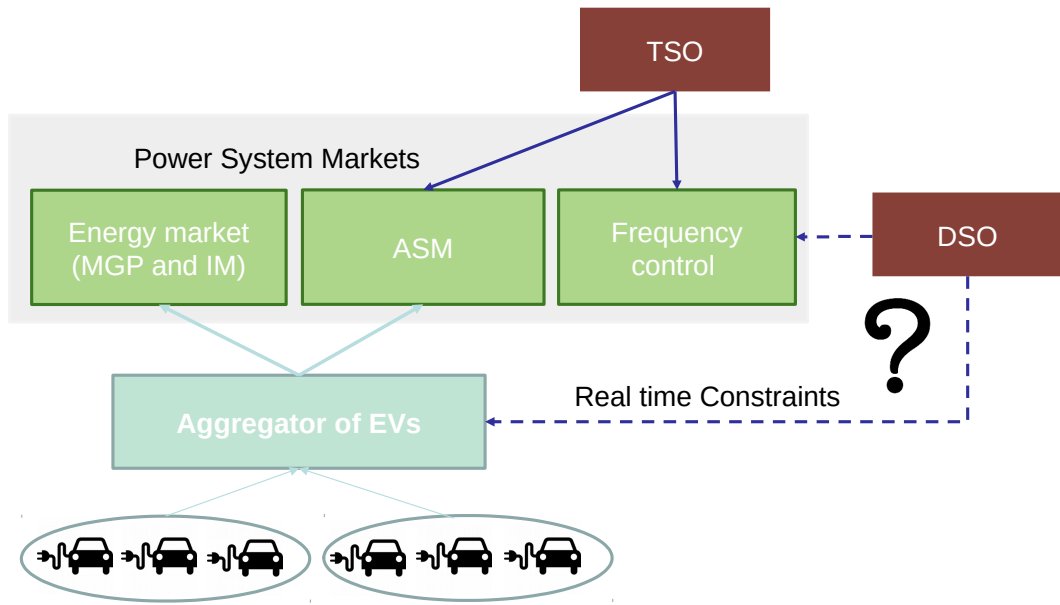 TSO
Power System Markets
Energy market
(MGP and IM)
ASM
Frequency
control
DSO
?
Real time Constraints
Aggregator of EVs